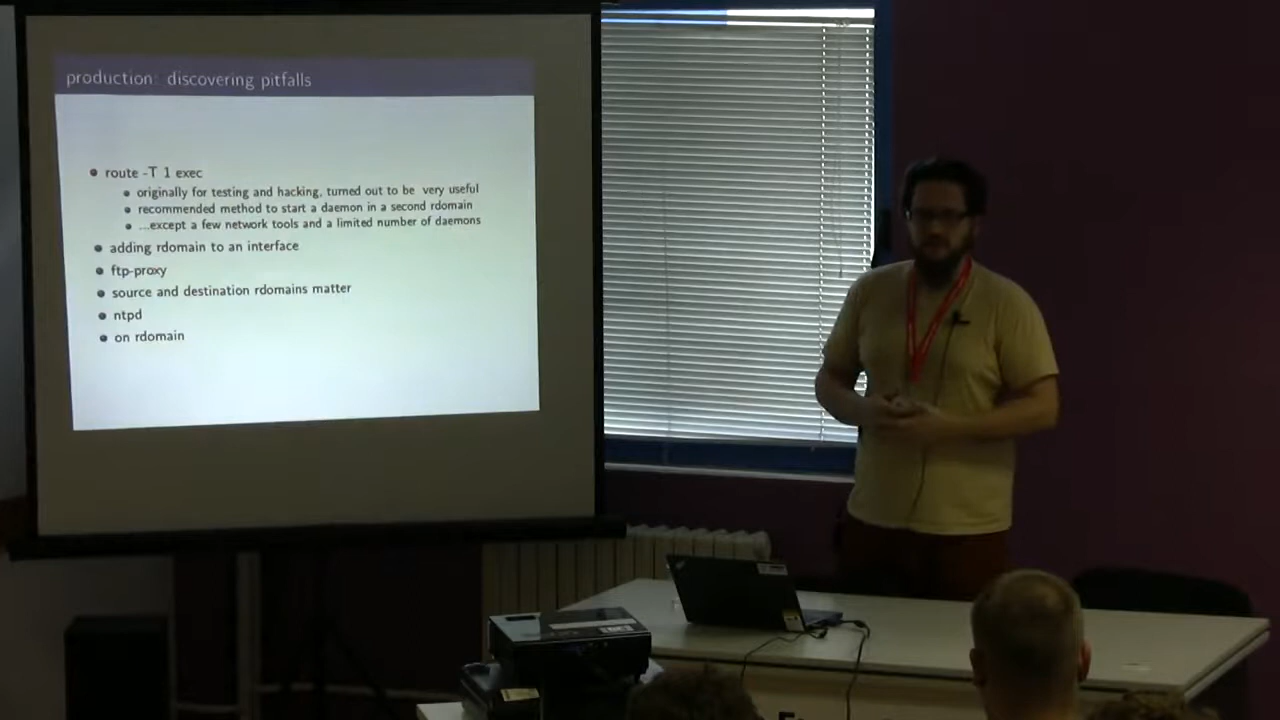 production: discovering pitfalls
route -T 1 exec
originally for testing and hacking, turned out to be very useful
recommended method to start a daemon in a second rdomain
...except a few network tools and a limited number of daemons
adding rdomain to an interface
ftp-proxy
source and destination rdomains matter
ntpd
on rdomain